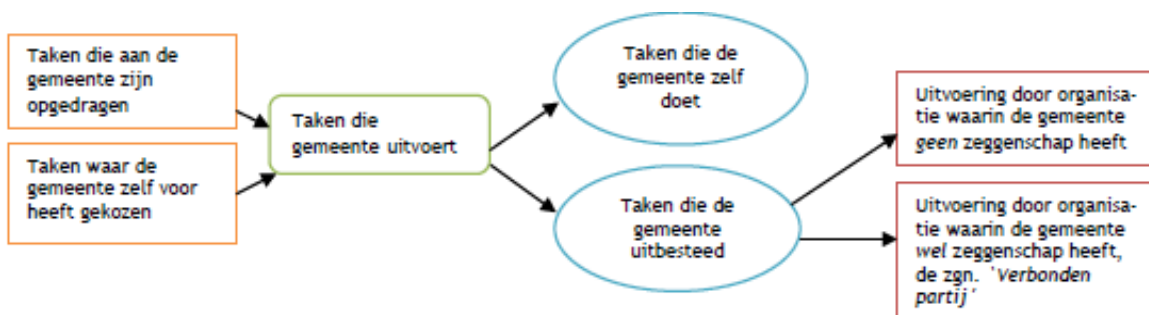 Taken die aan de
gemeente zijn
opgedragen
Taken waar de
gemeente zelf voor
heeft gekozen
Taken die
gemeente uitvoert
Taken die de
gemeente zelf
doet
Taken die de
gemeente
uitbesteed
Uitvoering door organisa-
tie waarin de gemeente
geen zeggenschap heeft
Uitvoering door organisa-
tie waarin de gemeente
wel zeggenschap heeft,
de zgn. 'Verbonden
partij'